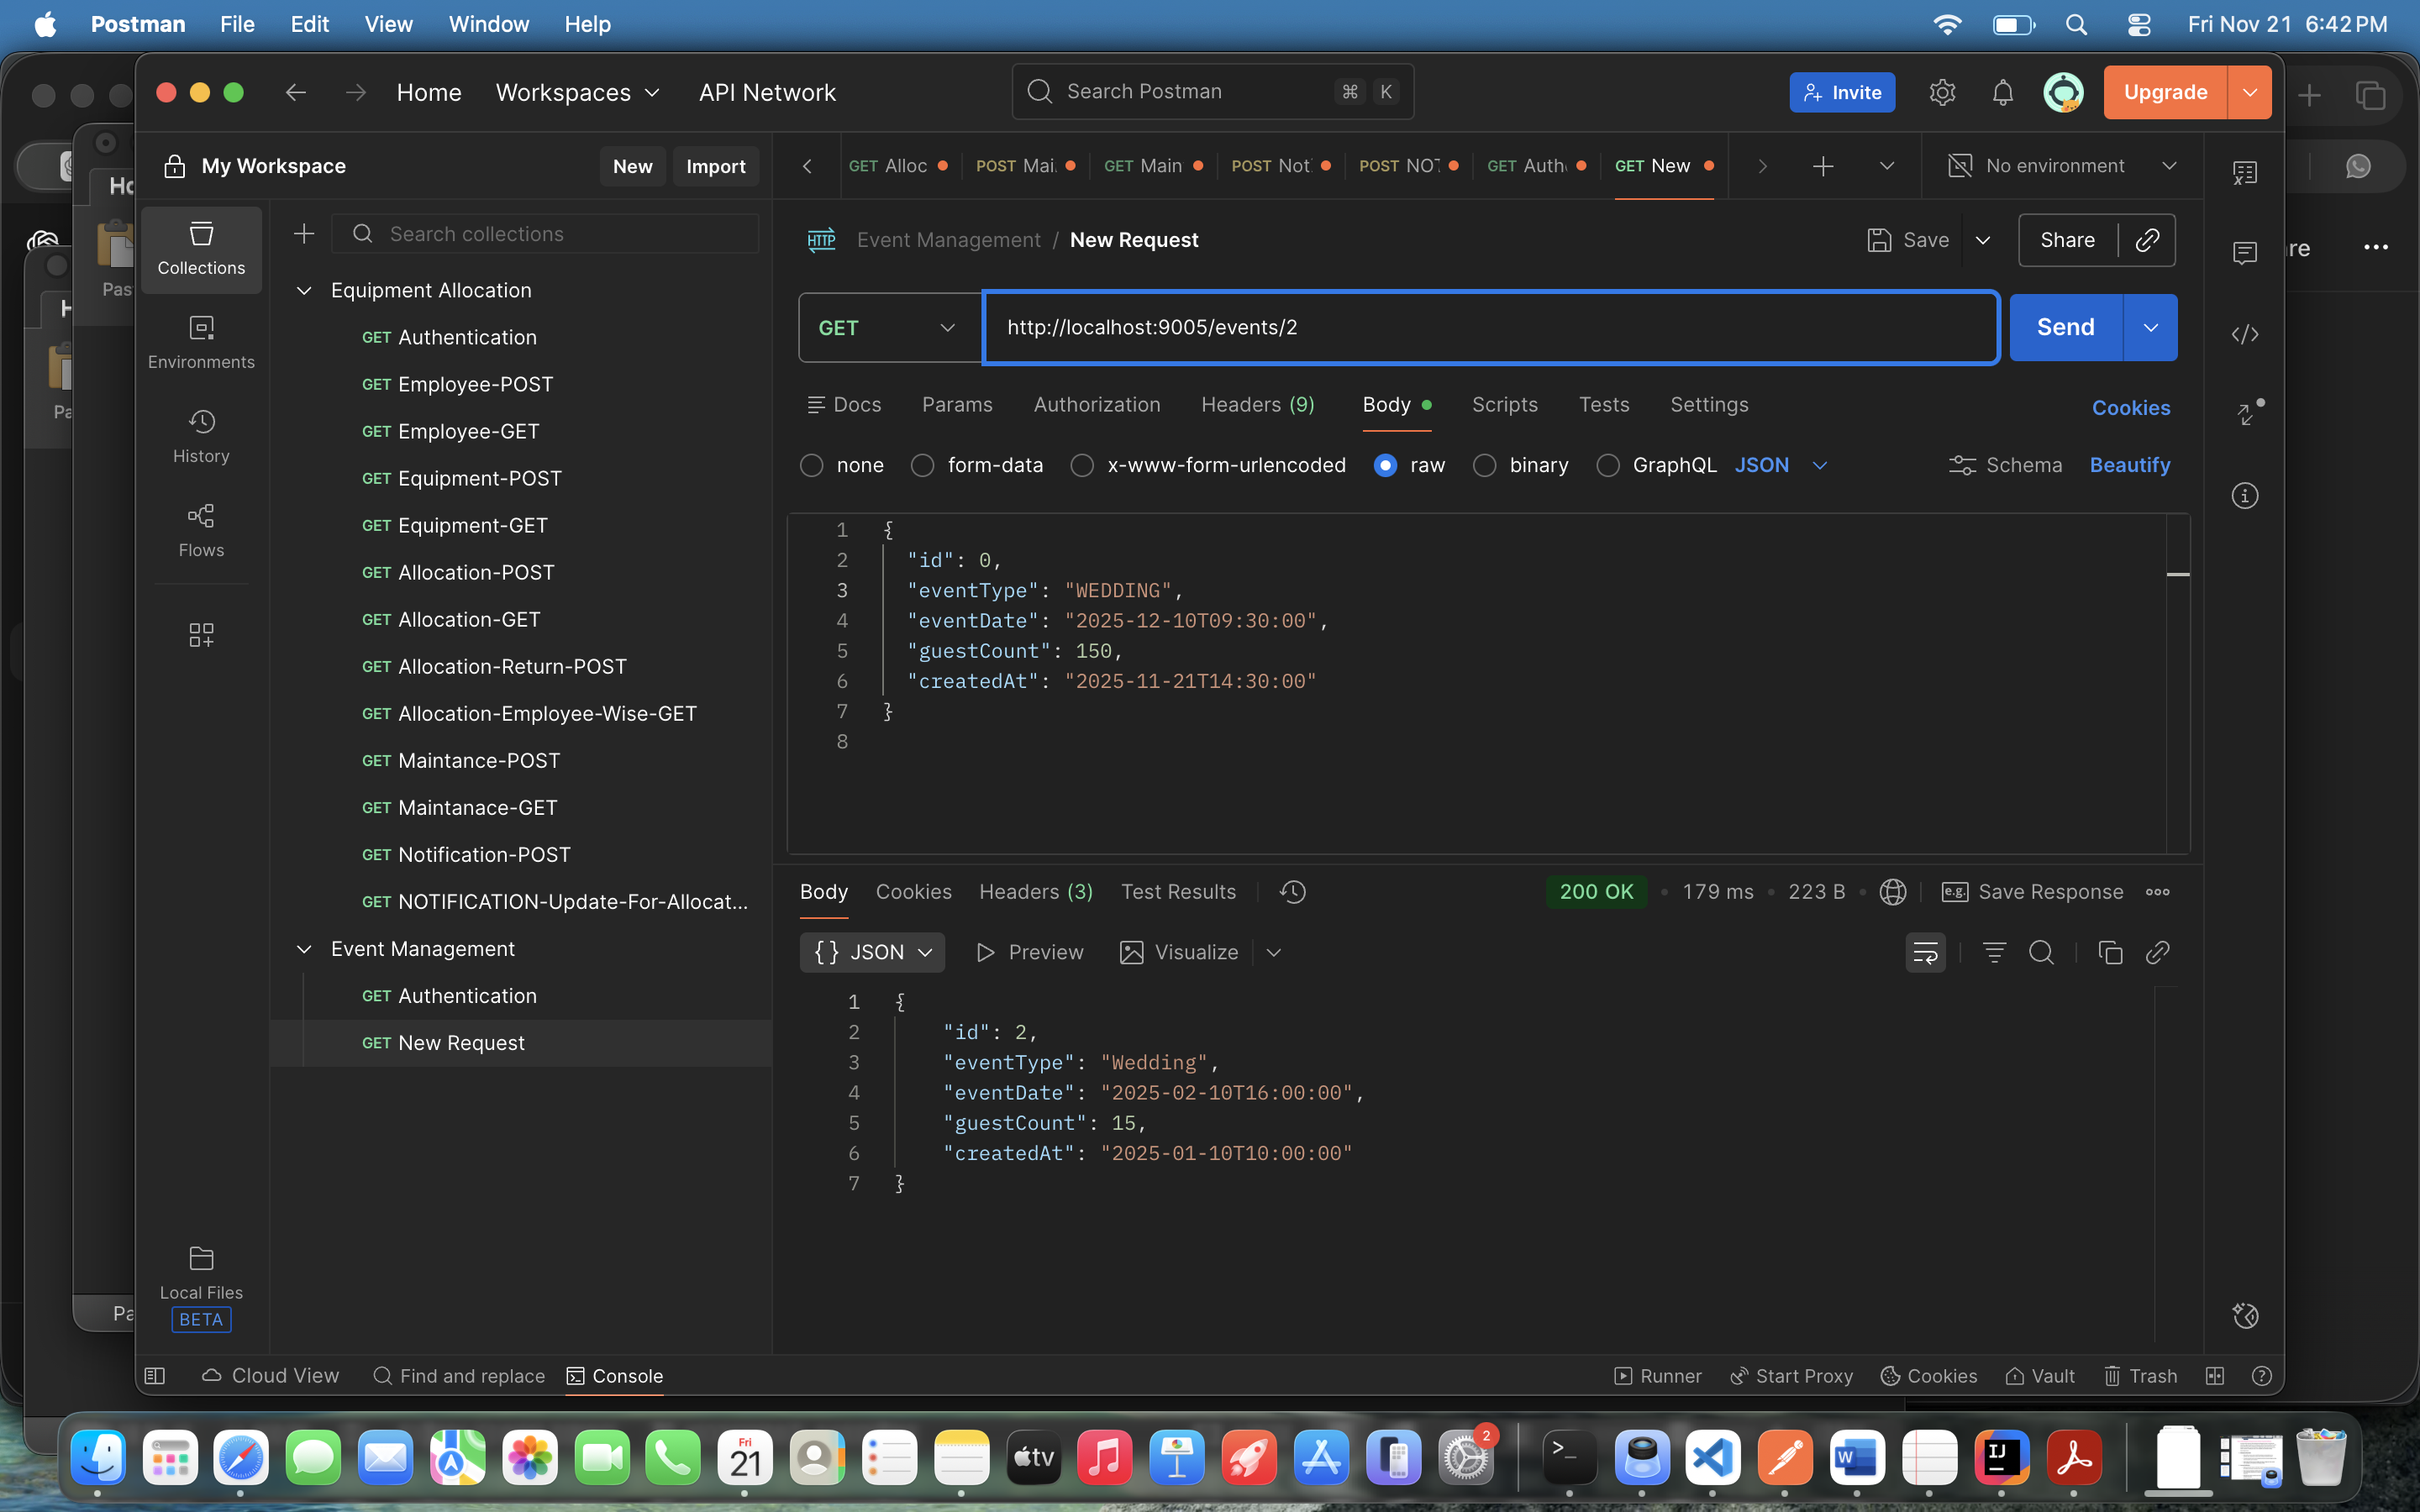 Postman File Edit View Window Help Fri Nov 21 6:42 PM
Home Workspaces API Network Search Postman ⌘ K Invite Upgrade
My Workspace New Import GET Alloc POST Mai. GET Main POST Not POST NOT GET Auth GET New No environment
Collections
Environments
History
Flows
Local Files
BETA
Search collections
Equipment Allocation
GET Authentication
GET Employee-POST
GET Employee-GET
GET Equipment-POST
GET Equipment-GET
GET Allocation-POST
GET Allocation-GET
GET Allocation-Return-POST
GET Allocation-Employee-Wise-GET
GET Maintance-POST
GET Maintanace-GET
GET Notification-POST
GET NOTIFICATION-Update-For-Allocat...
Event Management
GET Authentication
GET New Request
HTTP Event Management / New Request Save Share
GET http://localhost:9005/events/2 Send
Docs Params Authorization Headers (9) Body Scripts Tests Settings Cookies
none form-data x-www-form-urlencoded raw binary GraphQL JSON Schema Beautify
1 {
2 "id": 0,
3 "eventType": "WEDDING",
4 "eventDate": "2025-12-10T09:30:00",
5 "guestCount": 150,
6 "createdAt": "2025-11-21T14:30:00"
7 }
8
Body Cookies Headers (3) Test Results 200 OK • 179 ms • 223 B • e.g. Save Response
{} JSON Preview Visualize
1 {
2 "id": 2,
3 "eventType": "Wedding",
4 "eventDate": "2025-02-10T16:00:00",
5 "guestCount": 15,
6 "createdAt": "2025-01-10T10:00:00"
7 }
Cloud View Find and replace Console Runner Start Proxy Cookies Vault Trash
Fri
21
tv
2
IJ